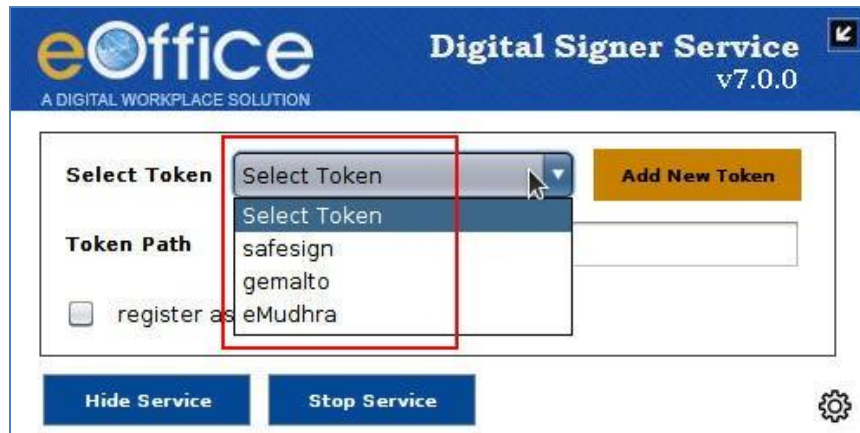 eOffice
A DIGITAL WORKPLACE SOLUTION
Digital Signer Service
v7.0.0
Select Token
Select Token
Add New Token
Select Token
safesign
gemalto
eMudhra
Token Path
register as
Hide Service
Stop Service